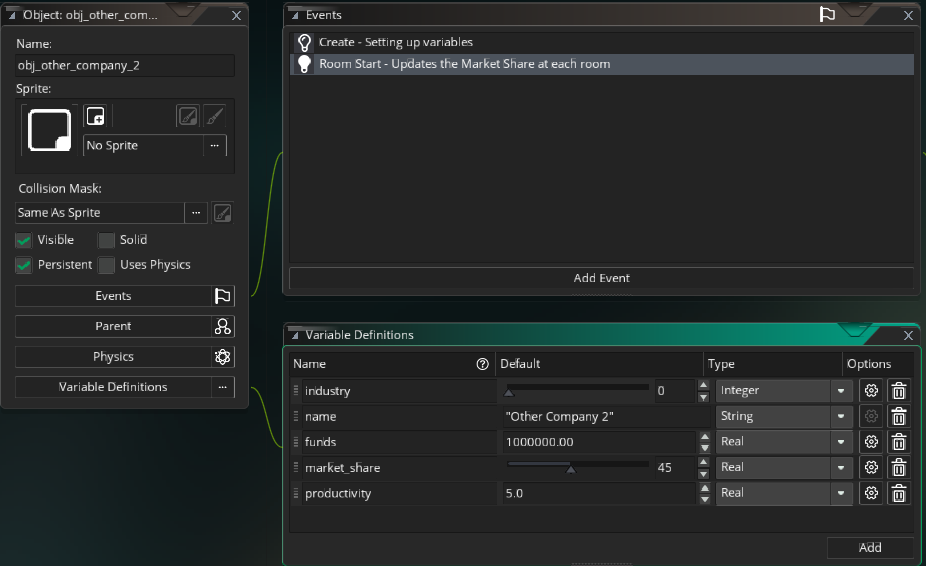 Object: obj_other_com...
Name:
obj_other_company_2
Sprite:
No Sprite
...
Collision Mask:
Same As Sprite
...
Visible
Solid
Persistent
Uses Physics
Events
Parent
Physics
Variable Definitions
...
Events
Create - Setting up variables
Room Start - Updates the Market Share at each room
Add Event
Variable Definitions
Name ? Default Type Options
industry 0 Integer
name "Other Company 2" String
funds 1000000.00 Real
market_share 45 Real
productivity 5.0 Real
Add